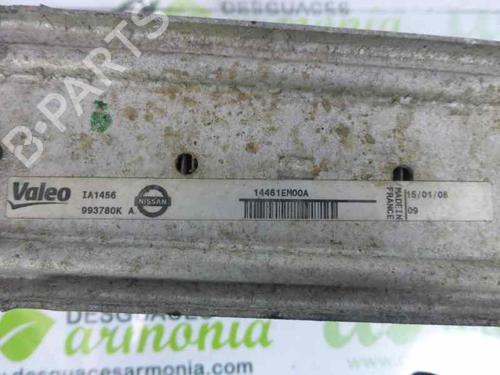 DESGUACES
B-PARTS
Valeo
IA1456
993780K A
NISSAN
14461EM00A
MADE IN
FRANCE
15/01/08
09
DESGUACES
armonia
www.desguacesarmonia.com